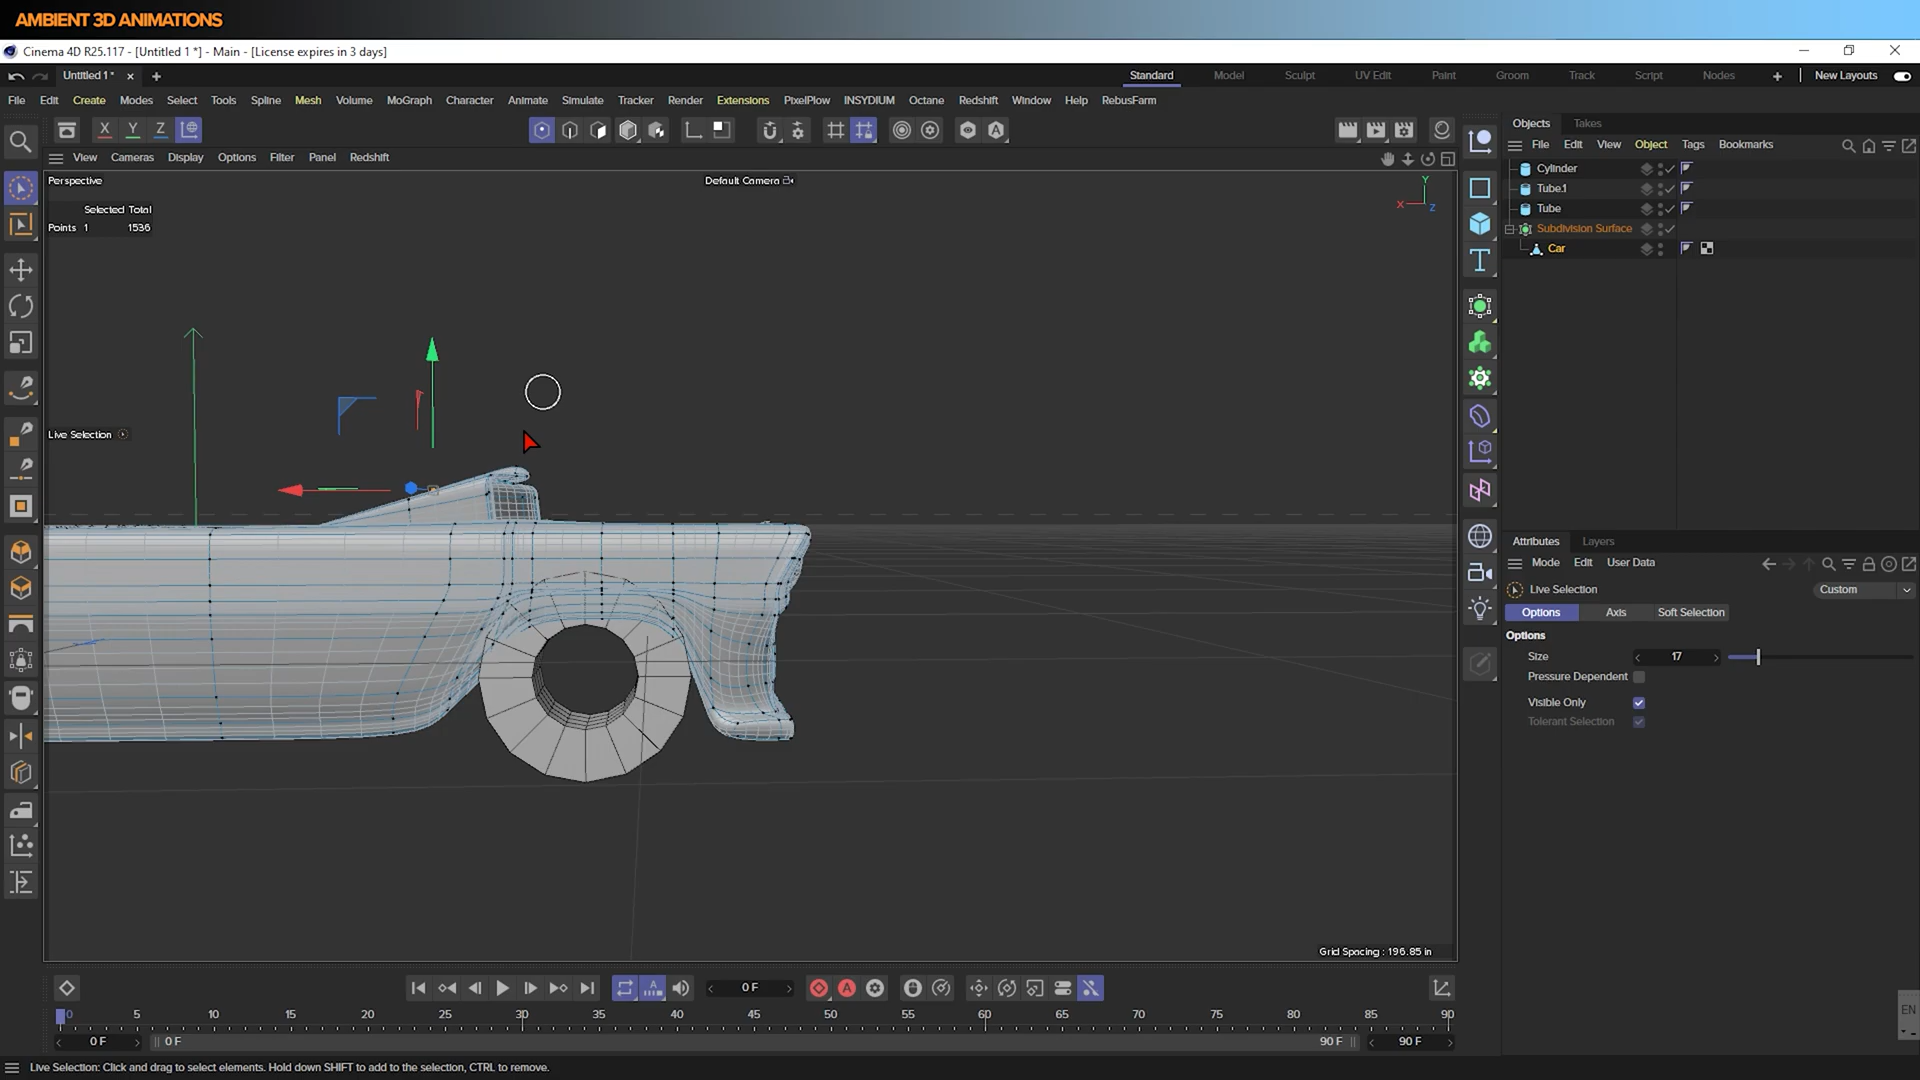 AMBIENT 3D ANIMATIONS
Cinema 4D R25.117 - [Untitled 1 *] - Main - [License expires in 3 days]
Untitled 1 *
Standard Model Sculpt UV Edit Paint Groom Track Script Nodes New Layouts
File Edit Create Modes Select Tools Spline Mesh Volume MoGraph Character Animate Simulate Tracker Render Extensions PixelPlow INSYDIUM Octane Redshift Window Help RebusFarm
X Y Z
View Cameras Display Options Filter Panel Redshift
Perspective
Default Camera
Selected Total
Points 1 1536
Y
X
Z
Live Selection
Grid Spacing : 196.85 in
Objects Takes
File Edit View Object Tags Bookmarks
Cylinder
Tube.1
Tube
Subdivision Surface
Car
Attributes Layers
Mode Edit User Data
Live Selection Custom
Options Axis Soft Selection
Options
Size 17
Pressure Dependent
Visible Only
Tolerant Selection
0 F
0 5 10 15 20 25 30 35 40 45 50 55 60 65 70 75 80 85 90
0 F 0 F 90 F 90 F
EN
Live Selection: Click and drag to select elements. Hold down SHIFT to add to the selection, CTRL to remove.